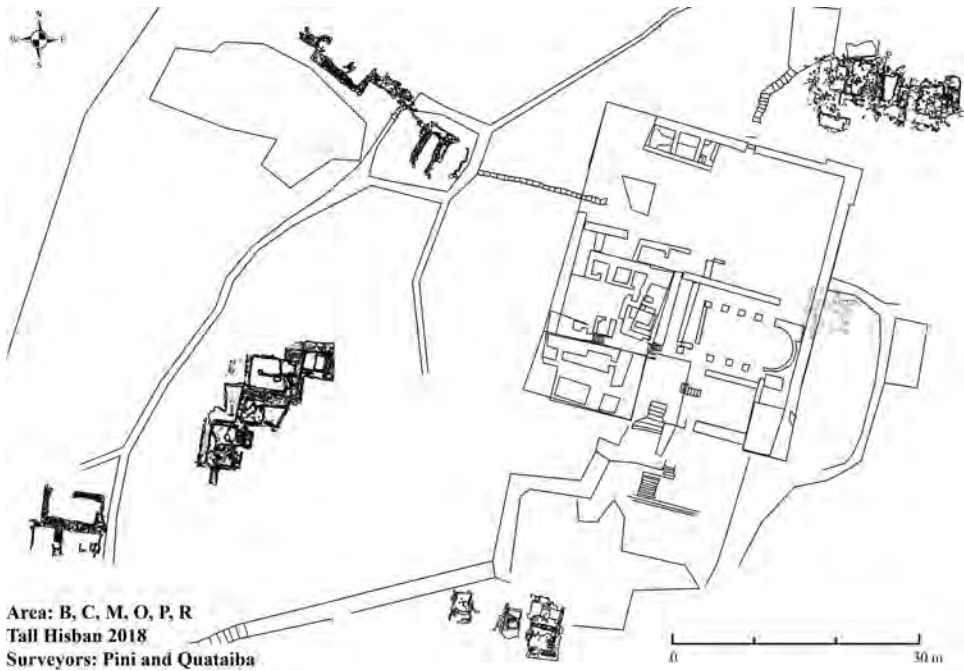 N
W E
S
Area: B, C, M, O, P, R
Tall Hisban 2018
Surveyors: Pini and Quataiba
0 30 m